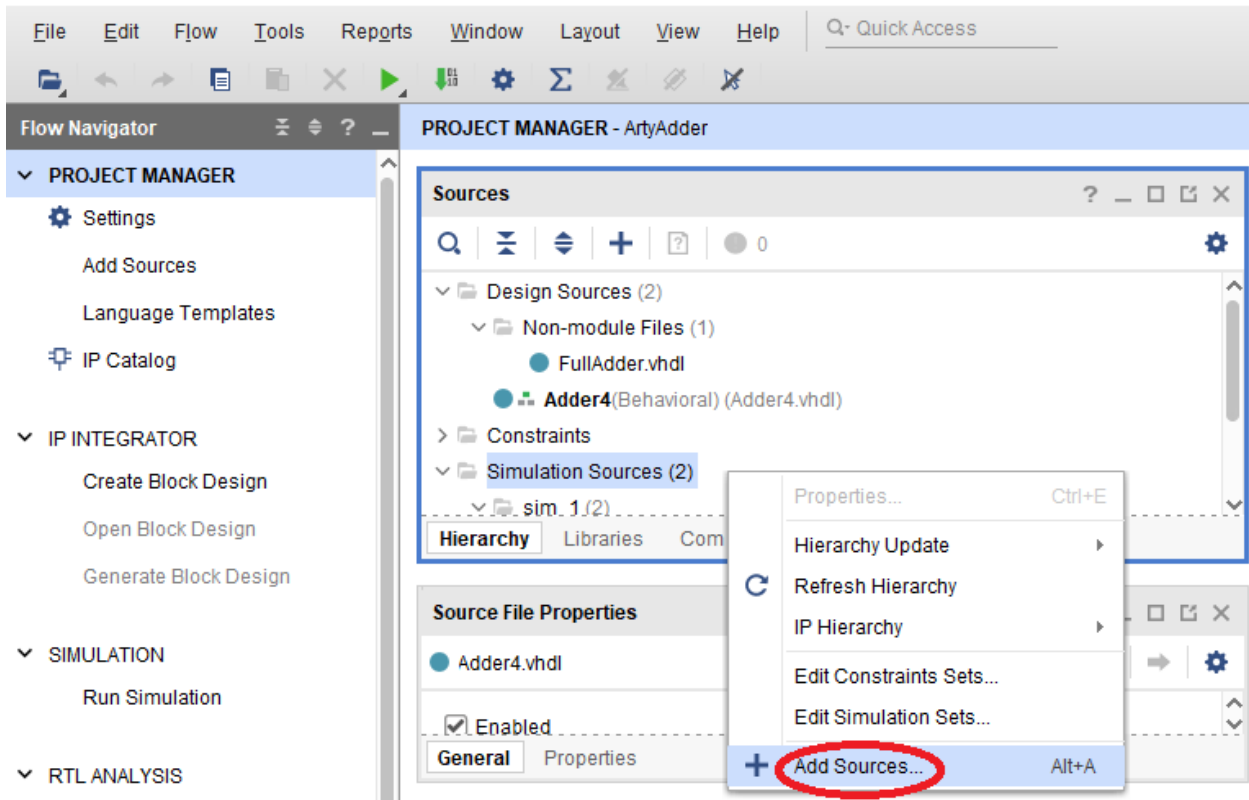 File Edit Flow Tools Reports Window Layout View Help Quick Access
Flow Navigator
PROJECT MANAGER
Settings
Add Sources
Language Templates
IP Catalog
IP INTEGRATOR
Create Block Design
Open Block Design
Generate Block Design
SIMULATION
Run Simulation
RTL ANALYSIS
PROJECT MANAGER - ArtyAdder
Sources
0
Design Sources (2)
Non-module Files (1)
FullAdder.vhdl
Adder4(Behavioral) (Adder4.vhdl)
Constraints
Simulation Sources (2)
sim_1 (2)
Hierarchy Libraries Com
Source File Properties
Adder4.vhdl
Enabled
General Properties
Properties... Ctrl+E
Hierarchy Update
Refresh Hierarchy
IP Hierarchy
Edit Constraints Sets...
Edit Simulation Sets...
Add Sources... Alt+A